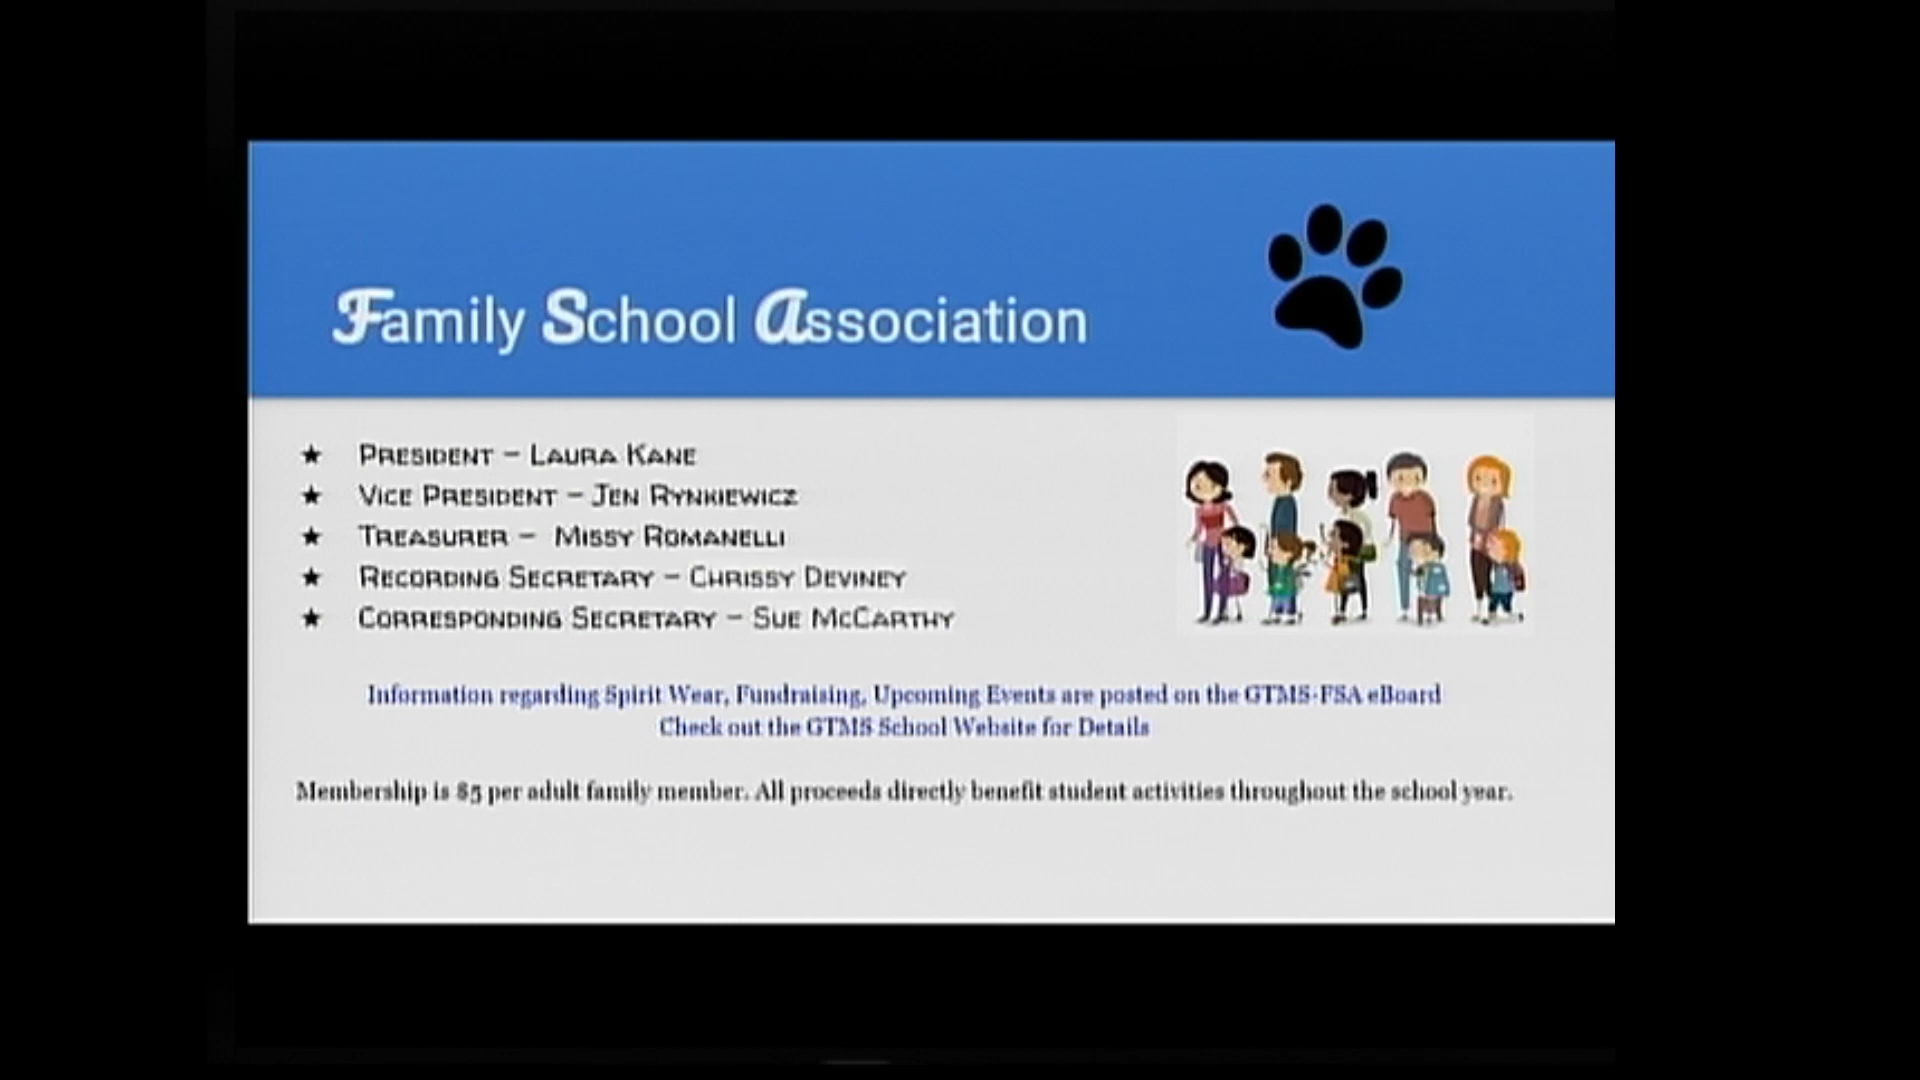 Family School Association
★ President – Laura Kane
★ Vice President – Jen Rynkiewicz
★ Treasurer – Missy Romanelli
★ Recording Secretary – Chrissy Deviney
★ Corresponding Secretary – Sue McCarthy
Information regarding Spirit Wear, Fundraising, Upcoming Events are posted on the GTMS-FSA eBoard
Check out the GTMS School Website for Details
Membership is $5 per adult family member. All proceeds directly benefit student activities throughout the school year.